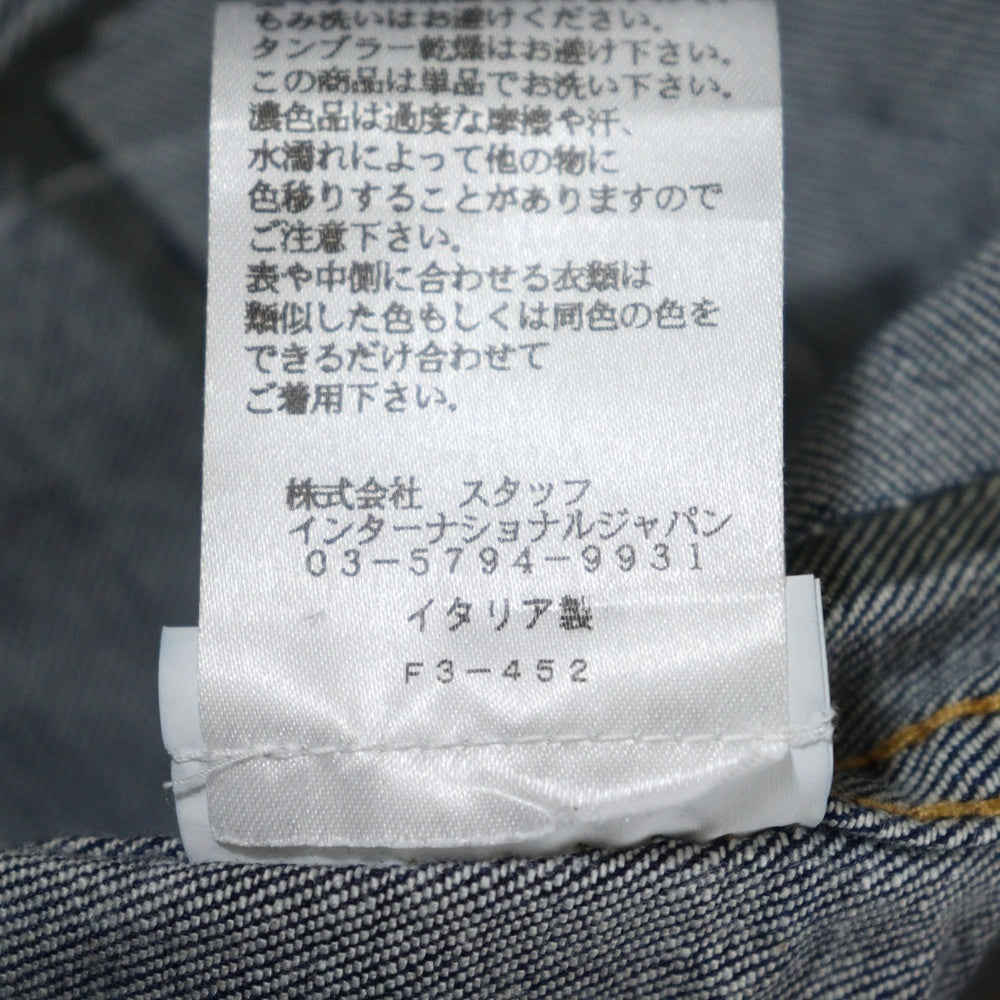 もみ洗いはお避けください。
タンブラー乾燥はお避け下さい。
この商品は単品でお洗い下さい。
濃色品は過度な摩擦や汗、
水濡れによって他の物に
色移りすることがありますので
ご注意下さい。
表や中側に合わせる衣類は
類似した色もしくは同色の色を
できるだけ合わせて
ご着用下さい。
株式会社 スタッフ
インターナショナルジャパン
03-5794-9931
イタリア製
F3-452